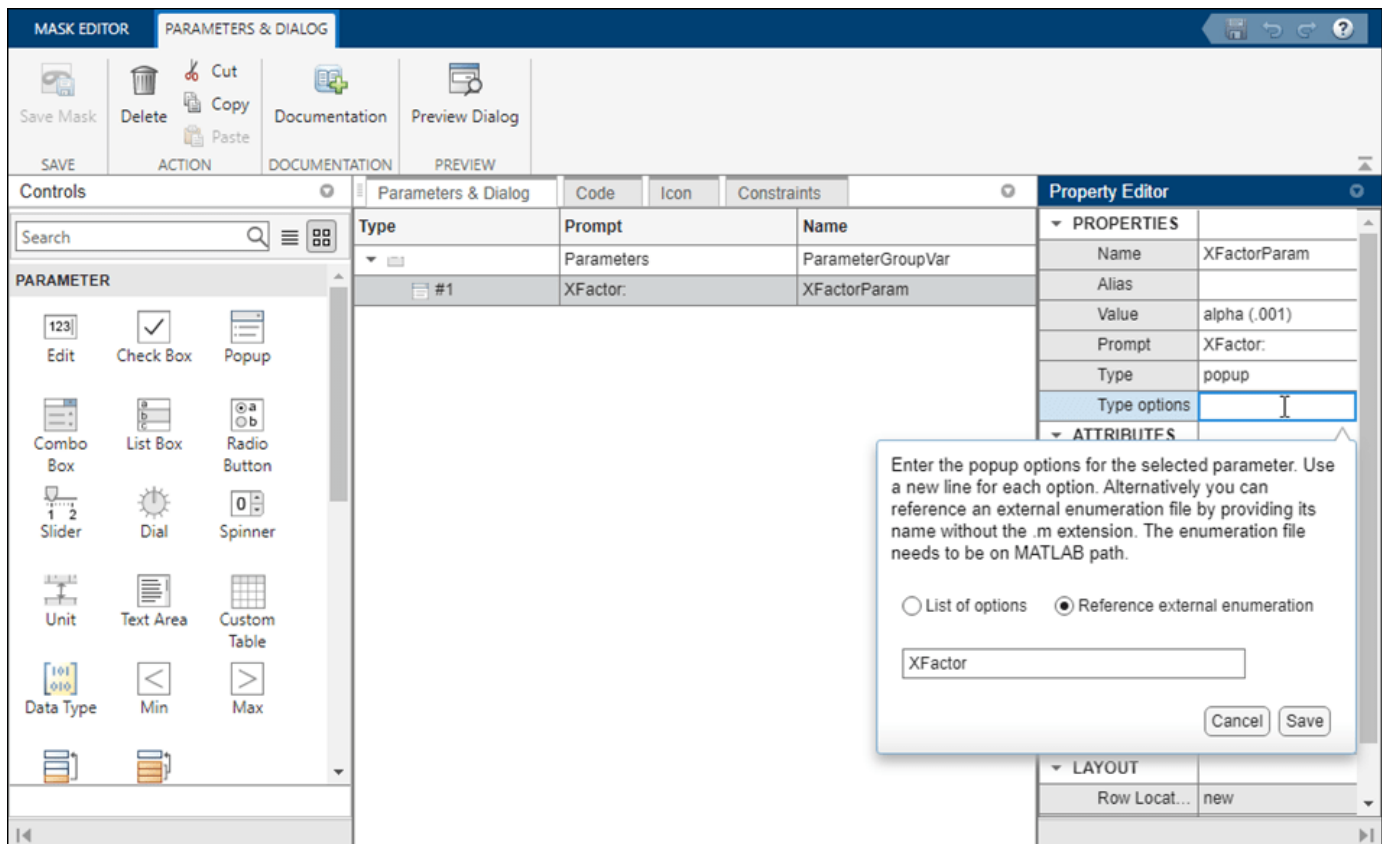 MASK EDITOR
PARAMETERS & DIALOG
?
Save Mask
Delete
Cut
Copy
Paste
Documentation
Preview Dialog
SAVE
ACTION
DOCUMENTATION
PREVIEW
Controls
Search
PARAMETER
123
Edit
Check Box
Popup
a
b
c
a
b
Combo Box
List Box
Radio Button
1 2
0
Slider
Dial
Spinner
Unit
Text Area
Custom Table
101
010
<
>
Data Type
Min
Max
Parameters & Dialog
Code
Icon
Constraints
Type
Prompt
Name
Parameters
ParameterGroupVar
#1
XFactor:
XFactorParam
Property Editor
PROPERTIES
Name
XFactorParam
Alias
Value
alpha (.001)
Prompt
XFactor:
Type
popup
Type options
ATTRIBUTES
Enter the popup options for the selected parameter. Use
a new line for each option. Alternatively you can
reference an external enumeration file by providing its
name without the .m extension. The enumeration file
needs to be on MATLAB path.
List of options
Reference external enumeration
XFactor
Cancel
Save
LAYOUT
Row Locat...
new